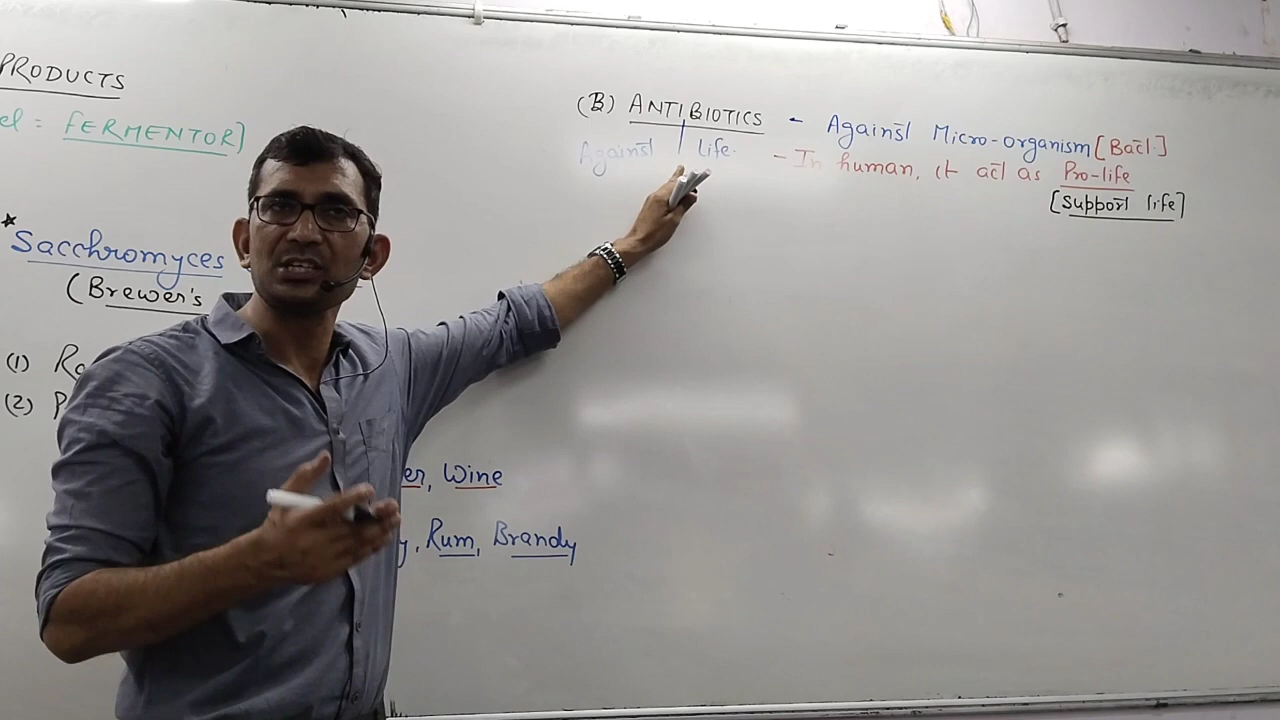 PRODUCTS
= FERMENTOR]
* Sacchromyces
(Brewer's
(1)
(2)
Wine
Rum, Brandy
(B) ANTIBIOTICS - Against Micro-organism [Bact.]
Against | life. - In human, it act as Pro-life
[Support life]